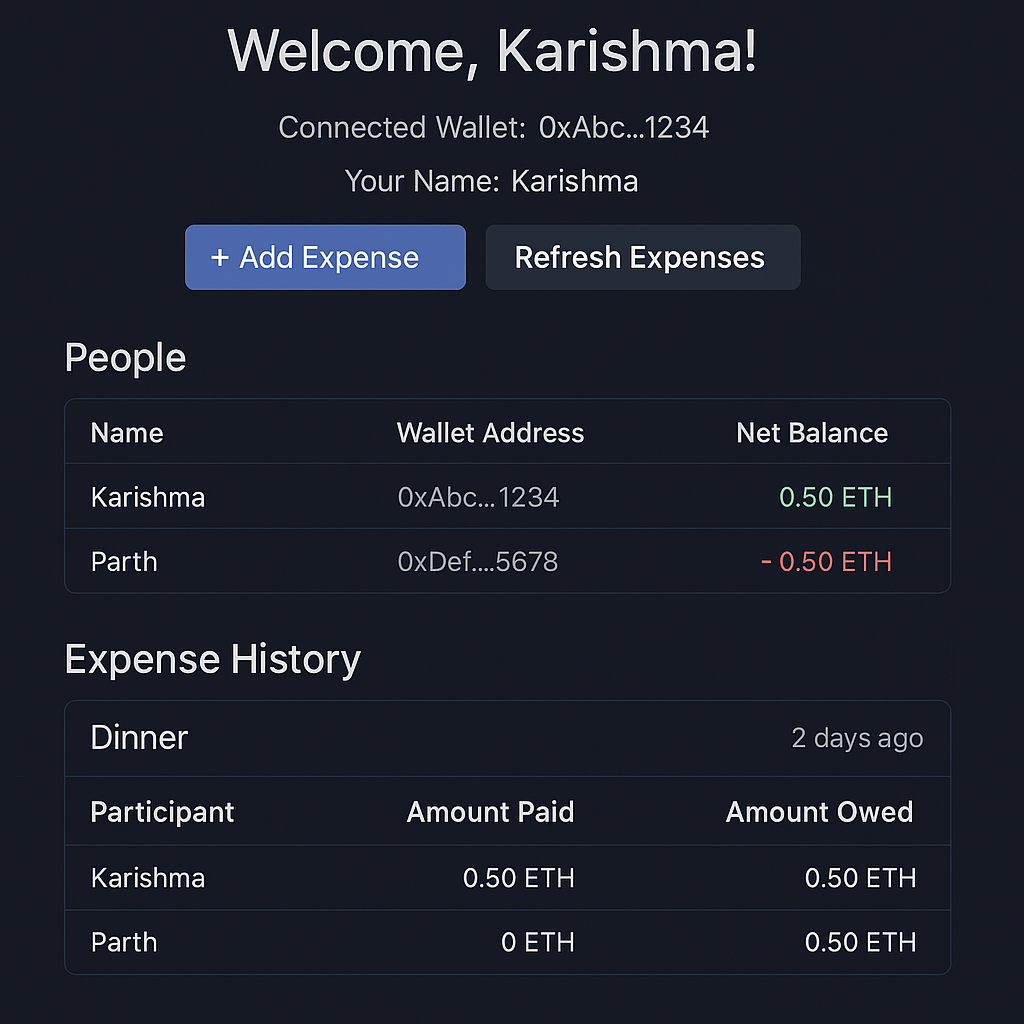 Welcome, Karishma!
Connected Wallet: 0xAbc...1234
Your Name: Karishma
+ Add Expense Refresh Expenses
People
Name Wallet Address Net Balance
Karishma 0xAbc...1234 0.50 ETH
Parth 0xDef....5678 - 0.50 ETH
Expense History
Dinner 2 days ago
Participant Amount Paid Amount Owed
Karishma 0.50 ETH 0.50 ETH
Parth 0 ETH 0.50 ETH